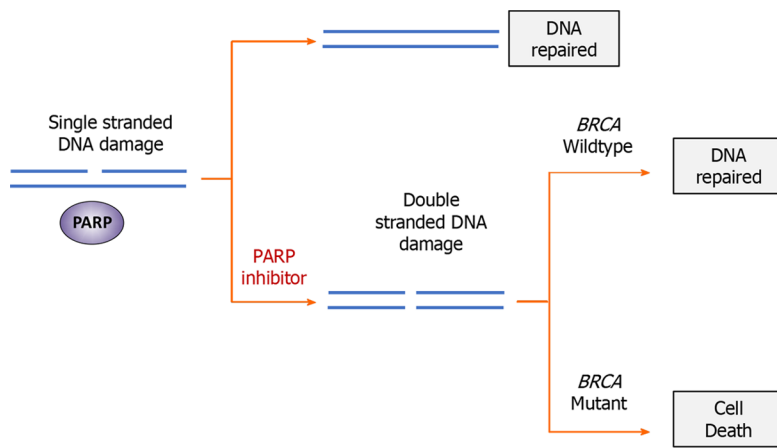 DNA
repaired
Single stranded
DNA damage
PARP
BRCA
Wildtype
DNA
repaired
Double
stranded DNA
damage
PARP
inhibitor
BRCA
Mutant
Cell
Death